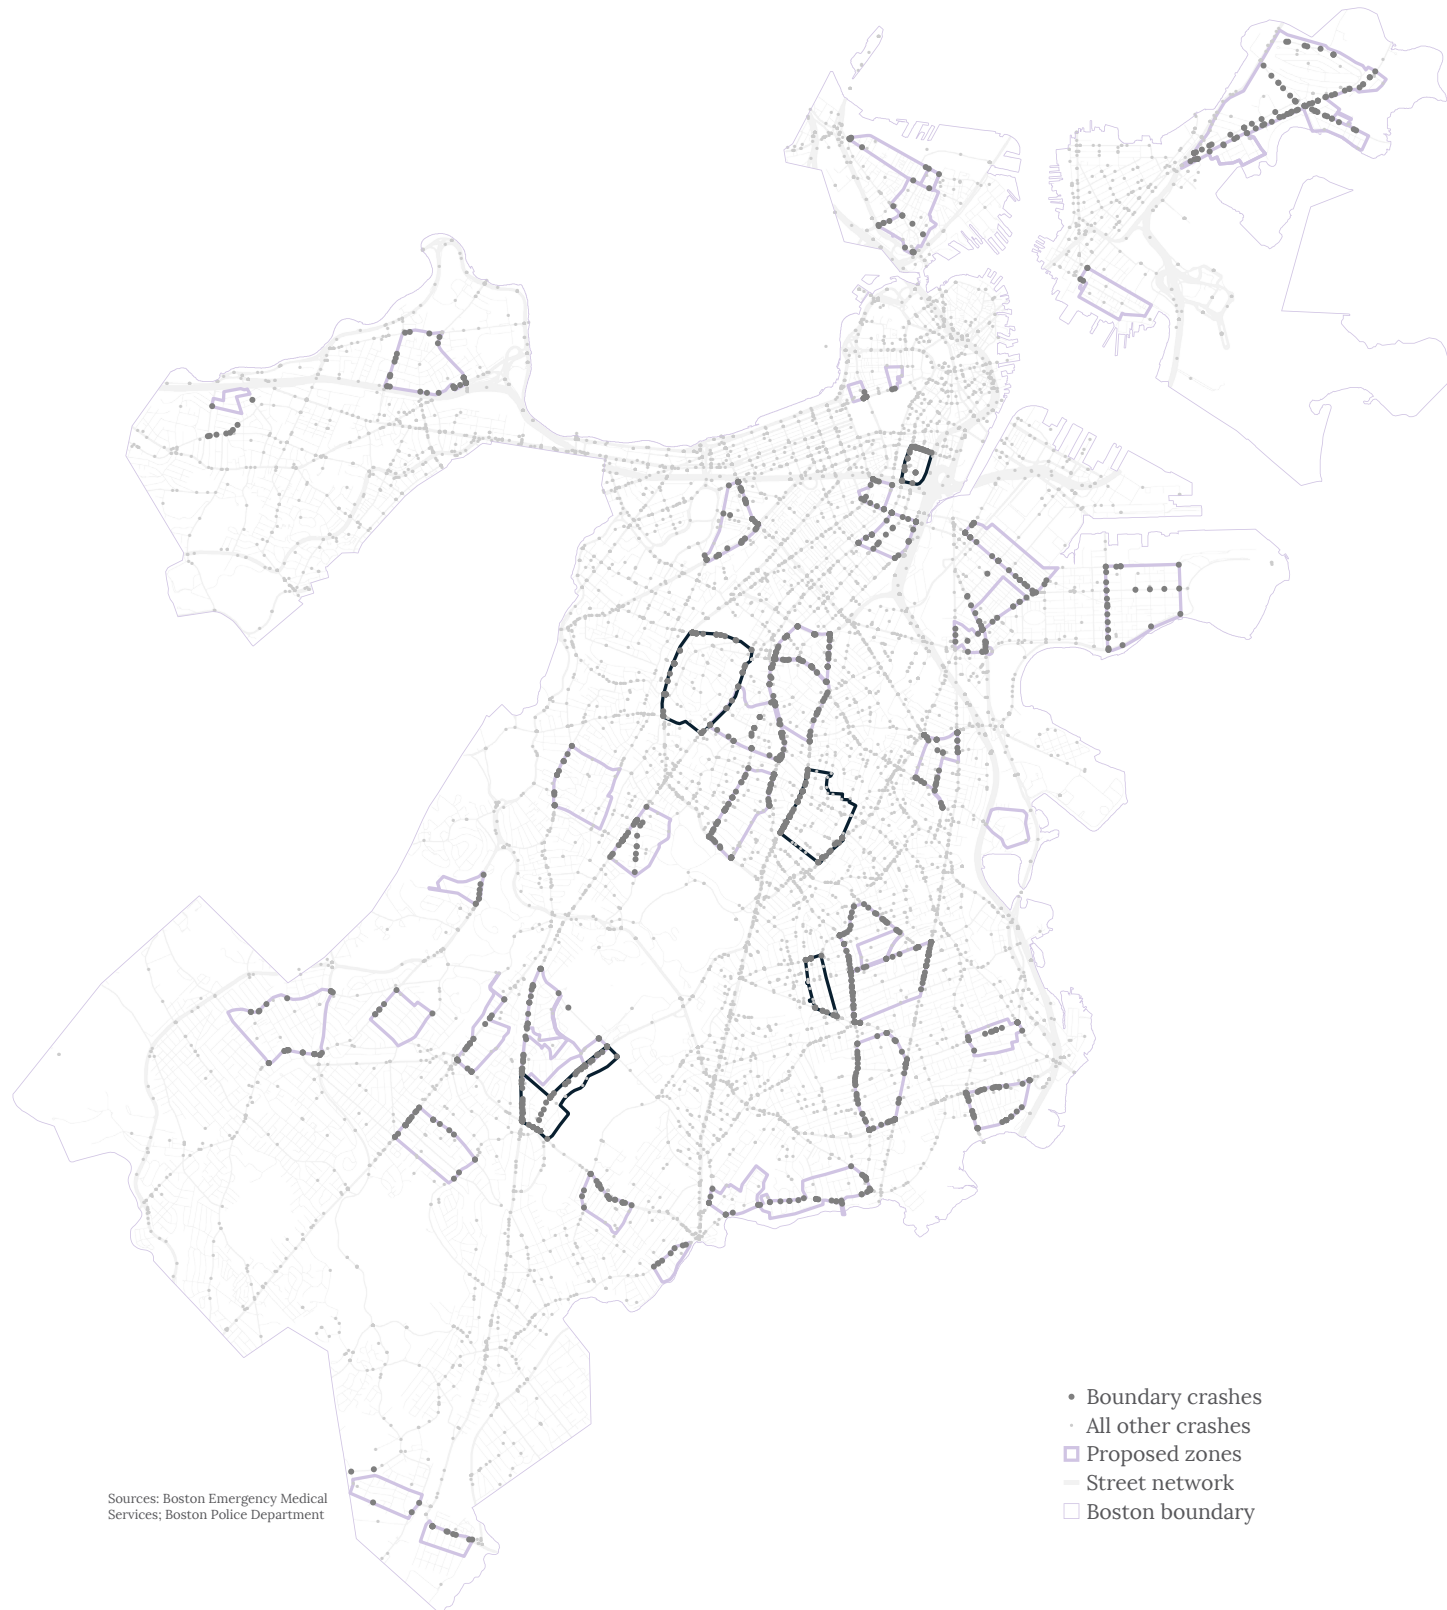 Boundary crashes
All other crashes
Proposed zones
Street network
Boston boundary
Sources: Boston Emergency Medical
Services; Boston Police Department